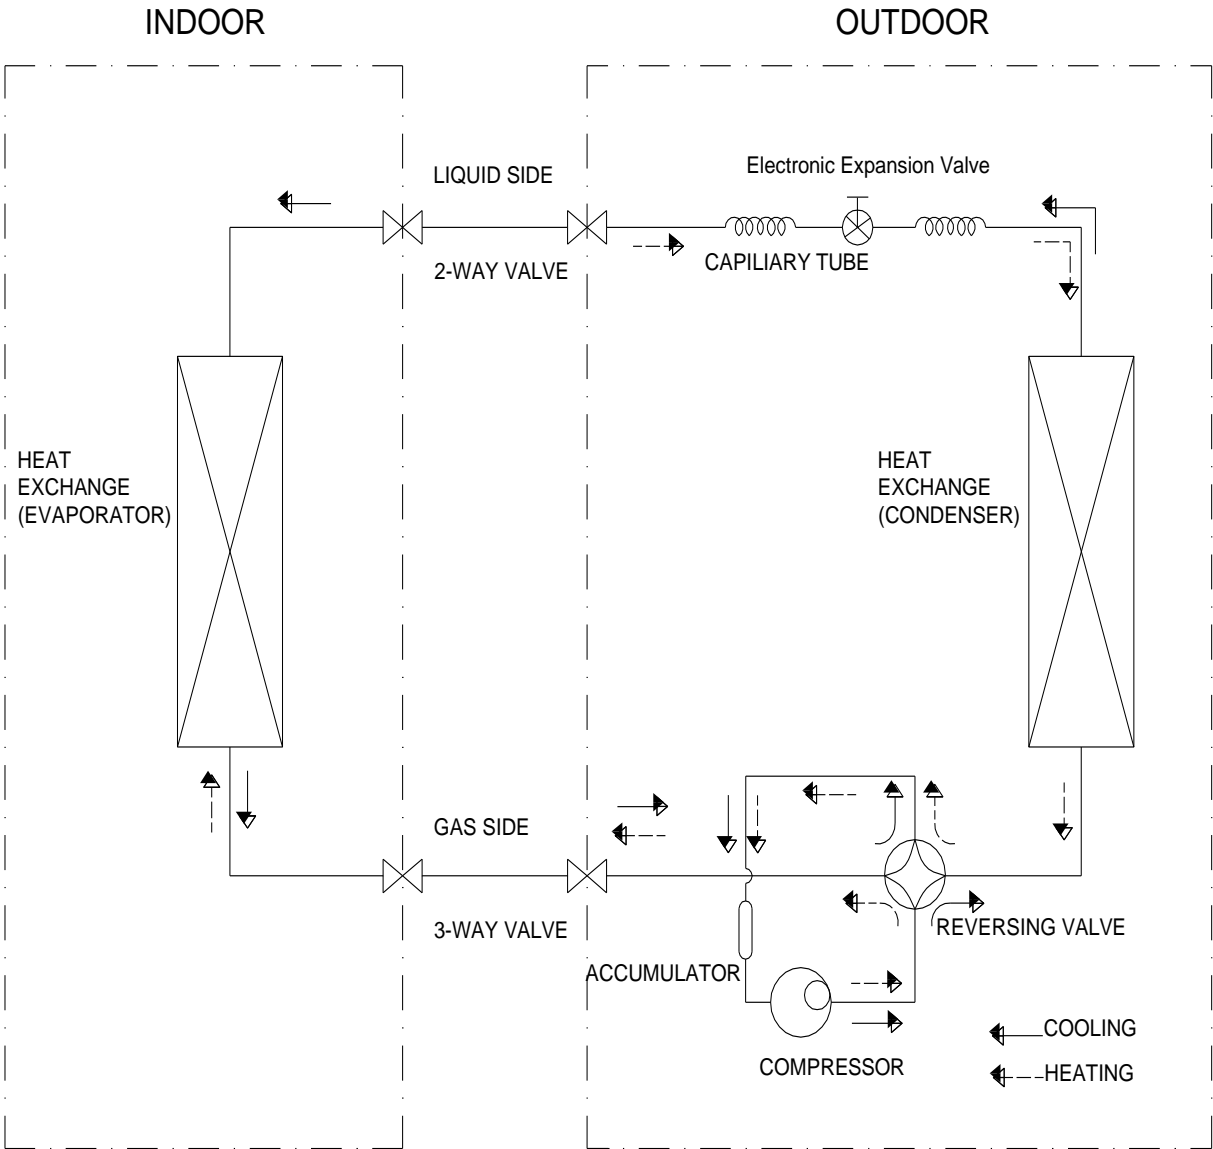 INDOOR
OUTDOOR
LIQUID SIDE
Electronic Expansion Valve
2-WAY VALVE
CAPILIARY TUBE
HEAT
EXCHANGE
(EVAPORATOR)
HEAT
EXCHANGE
(CONDENSER)
GAS SIDE
3-WAY VALVE
REVERSING VALVE
ACCUMULATOR
COMPRESSOR
COOLING
HEATING